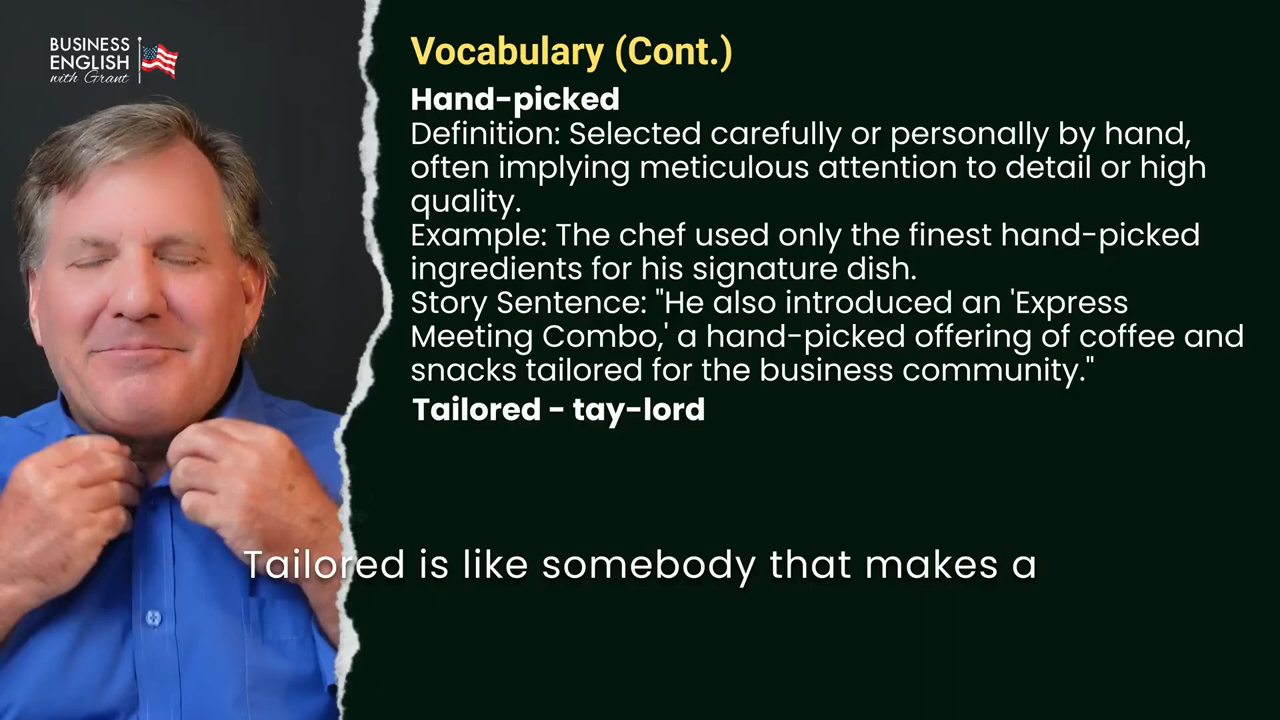 BUSINESS
ENGLISH
with Grant
Vocabulary (Cont.)
Hand-picked
Definition: Selected carefully or personally by hand,
often implying meticulous attention to detail or high
quality.
Example: The chef used only the finest hand-picked
ingredients for his signature dish.
Story Sentence: "He also introduced an 'Express
Meeting Combo,' a hand-picked offering of coffee and
snacks tailored for the business community."
Tailored - tay-lord
Tailored is like somebody that makes a